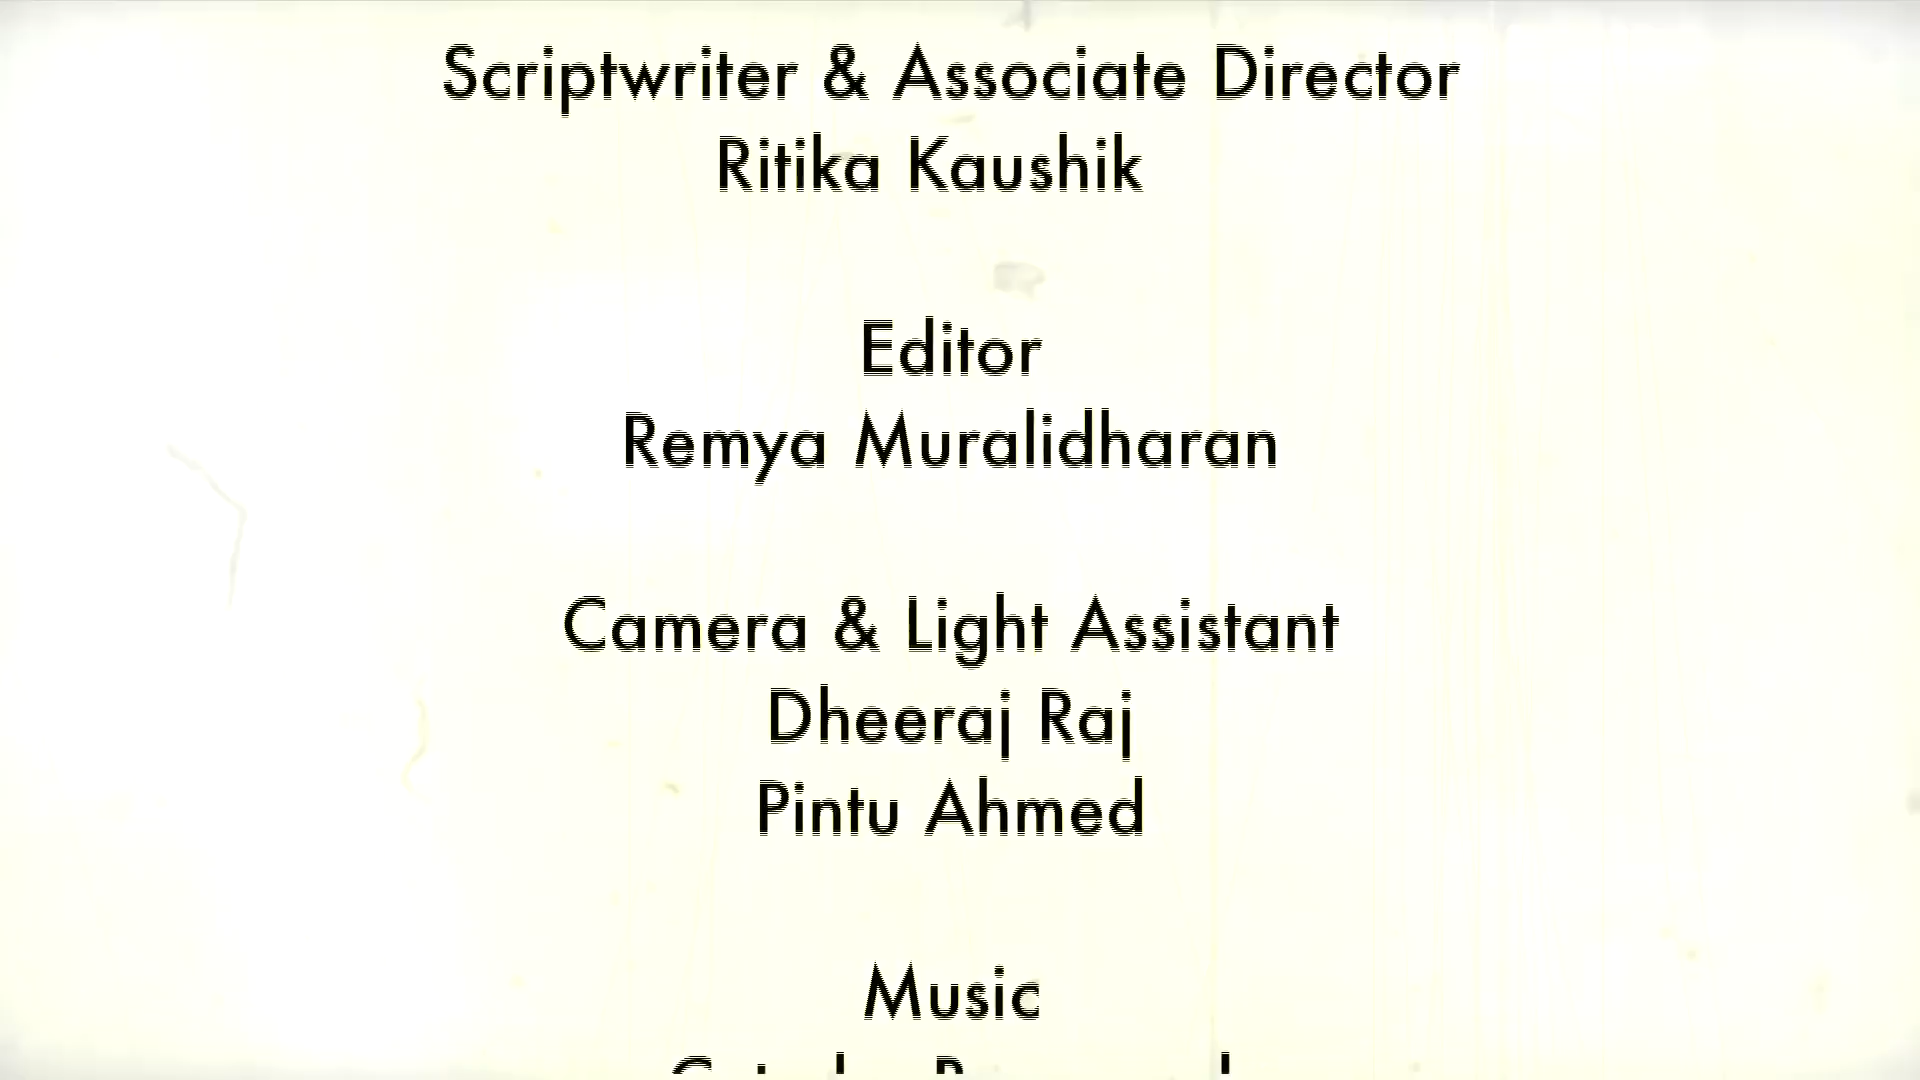 Scriptwriter & Associate Director
Ritika Kaushik
Editor
Remya Muralidharan
Camera & Light Assistant
Dheeraj Raj
Pintu Ahmed
Music